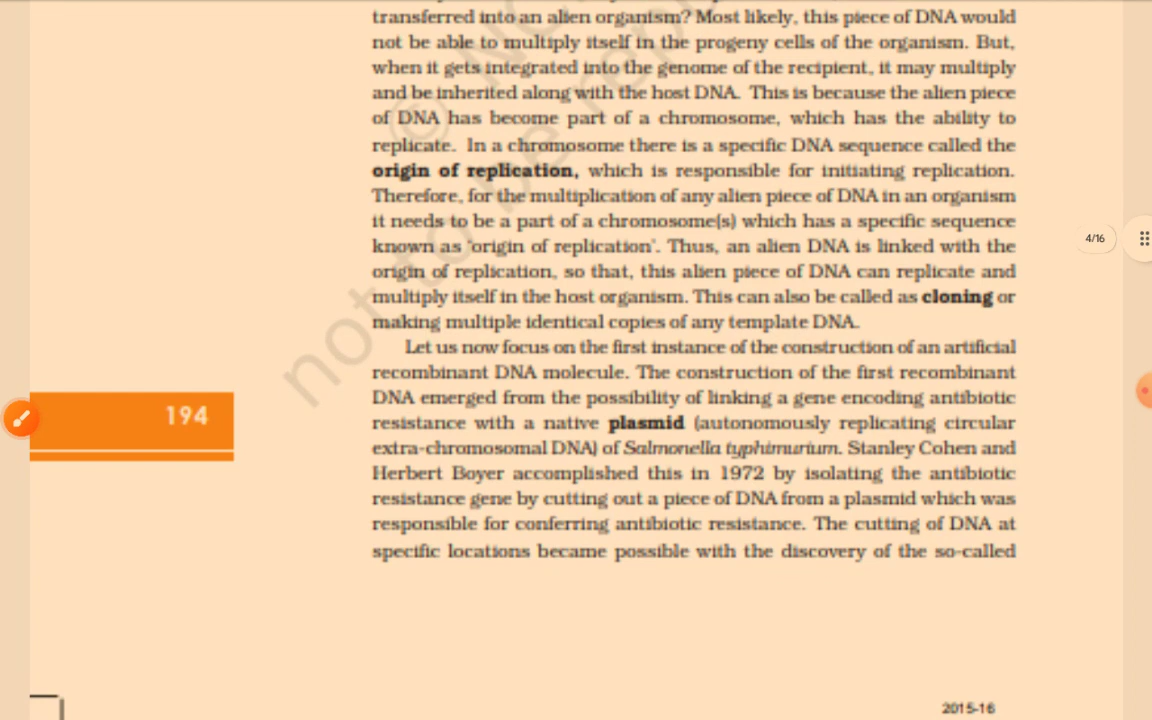 transferred into an alien organism? Most likely, this piece of DNA would
not be able to multiply itself in the progeny cells of the organism. But,
when it gets integrated into the genome of the recipient, it may multiply
and be inherited along with the host DNA. This is because the alien piece
of DNA has become part of a chromosome, which has the ability to
replicate. In a chromosome there is a specific DNA sequence called the
origin of replication, which is responsible for initiating replication.
Therefore, for the multiplication of any alien piece of DNA in an organism
it needs to be a part of a chromosome(s) which has a specific sequence
known as 'origin of replication'. Thus, an alien DNA is linked with the
origin of replication, so that, this alien piece of DNA can replicate and
multiply itself in the host organism. This can also be called as cloning or
making multiple identical copies of any template DNA.
Let us now focus on the first instance of the construction of an artificial
recombinant DNA molecule. The construction of the first recombinant
DNA emerged from the possibility of linking a gene encoding antibiotic
resistance with a native plasmid (autonomously replicating circular
extra-chromosomal DNA) of Salmonella typhimurium. Stanley Cohen and
Herbert Boyer accomplished this in 1972 by isolating the antibiotic
resistance gene by cutting out a piece of DNA from a plasmid which was
responsible for conferring antibiotic resistance. The cutting of DNA at
specific locations became possible with the discovery of the so-called
194
4/16
2015-16
not to be